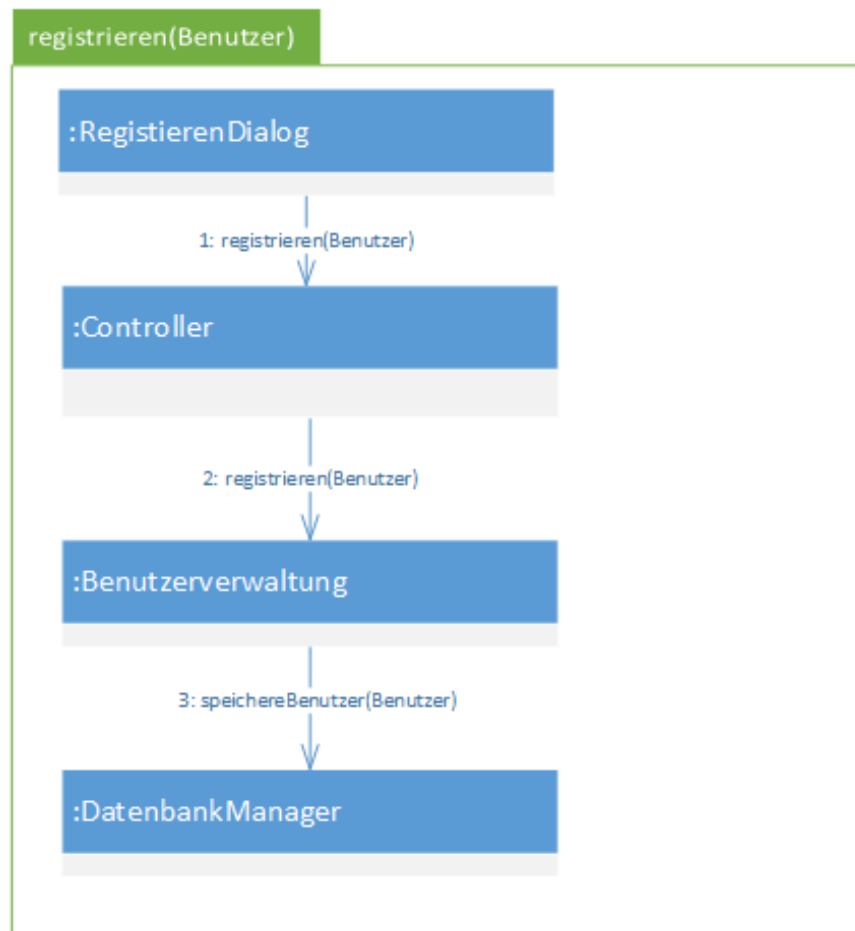 registrieren(Benutzer)
:RegistierenDialog
1: registrieren(Benutzer)
:Controller
2: registrieren(Benutzer)
:Benutzerverwaltung
3: speichereBenutzer(Benutzer)
:DatenbankManager